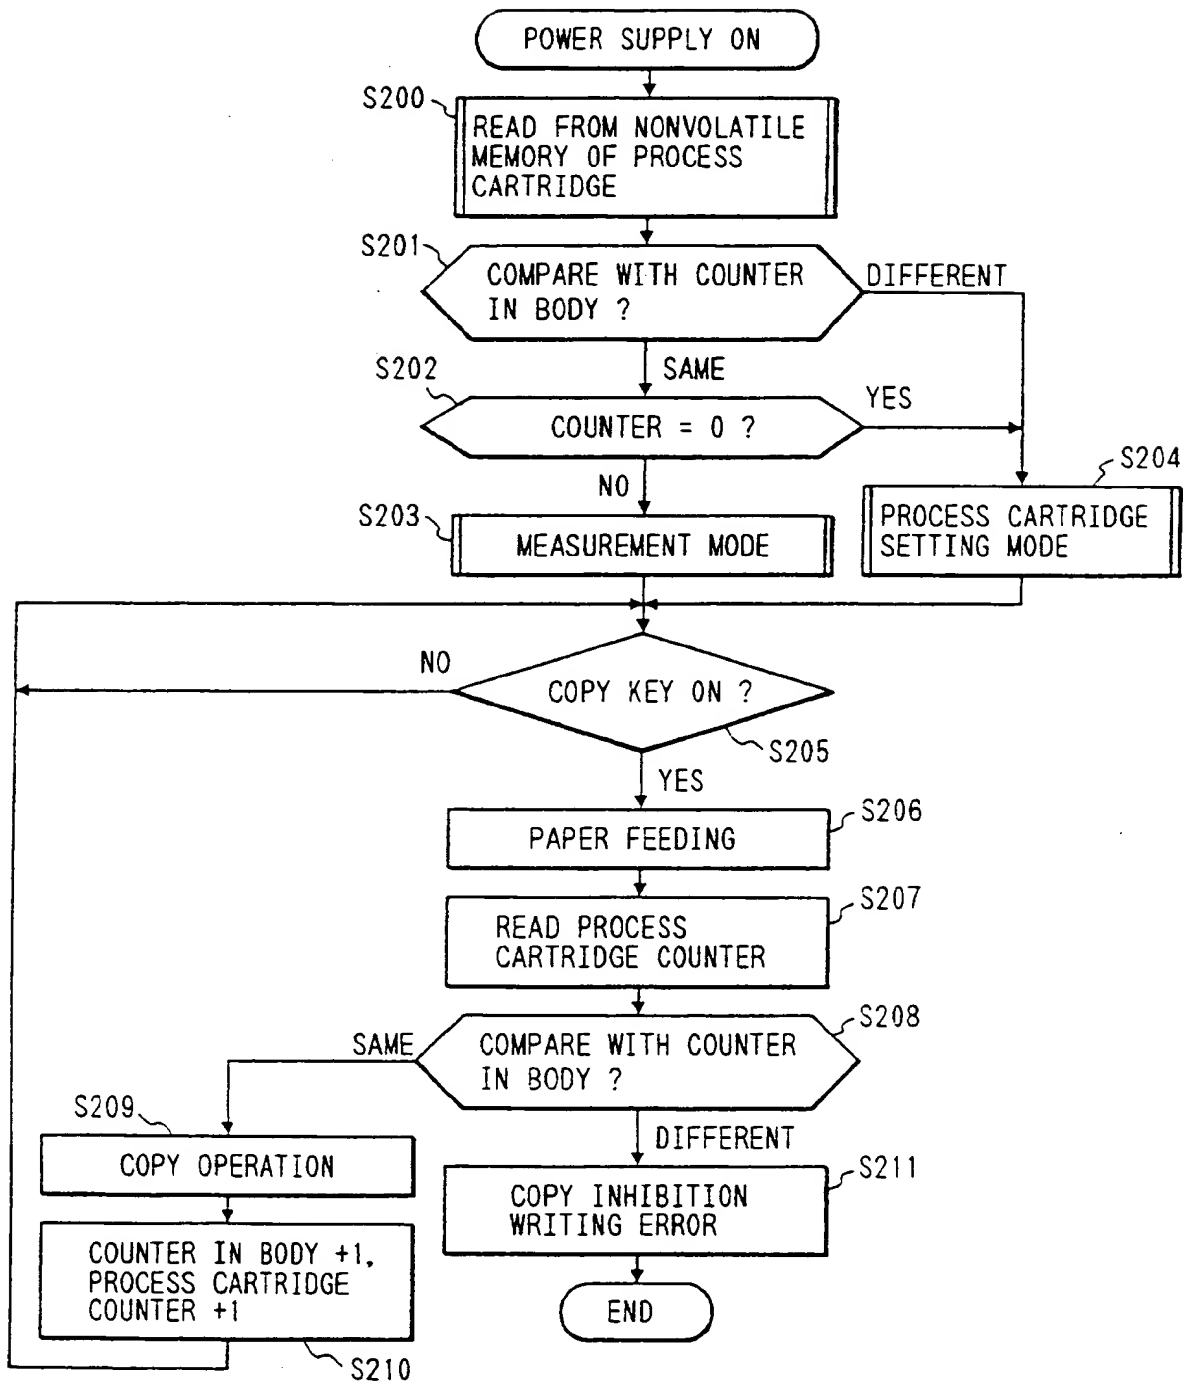 POWER SUPPLY ON
S200
READ FROM NONVOLATILE
MEMORY OF PROCESS
CARTRIDGE
S201
COMPARE WITH COUNTER
IN BODY ?
DIFFERENT
SAME
S202
COUNTER = 0 ?
YES
NO
S203
MEASUREMENT MODE
S204
PROCESS CARTRIDGE
SETTING MODE
NO
COPY KEY ON ?
S205
YES
S206
PAPER FEEDING
S207
READ PROCESS
CARTRIDGE COUNTER
S208
COMPARE WITH COUNTER
IN BODY ?
SAME
DIFFERENT
S209
COPY OPERATION
S211
COPY INHIBITION
WRITING ERROR
COUNTER IN BODY +1,
PROCESS CARTRIDGE
COUNTER +1
S210
END